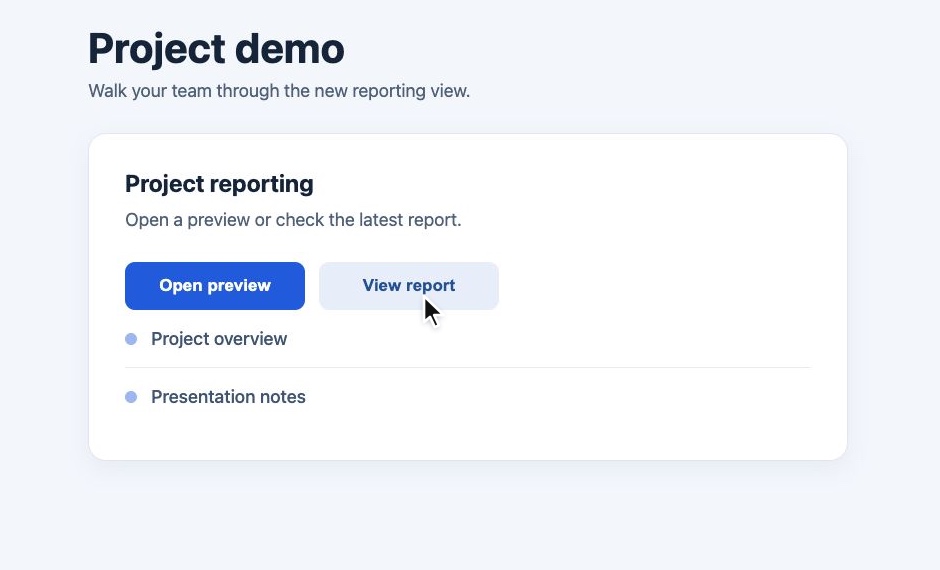 Project demo
Walk your team through the new reporting view.
Project reporting
Open a preview or check the latest report.
Open preview
View report
Project overview
Presentation notes